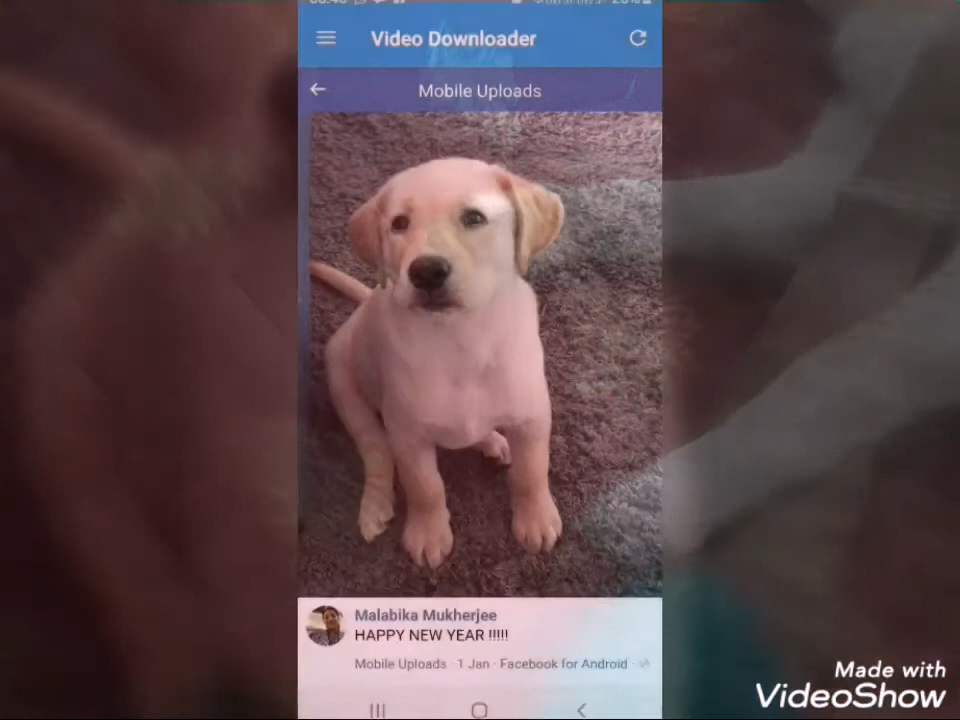 Video Downloader
Mobile Uploads
Malabika Mukherjee
HAPPY NEW YEAR !!!!!
Mobile Uploads · 1 Jan · Facebook for Android ·
Made with
VideoShow